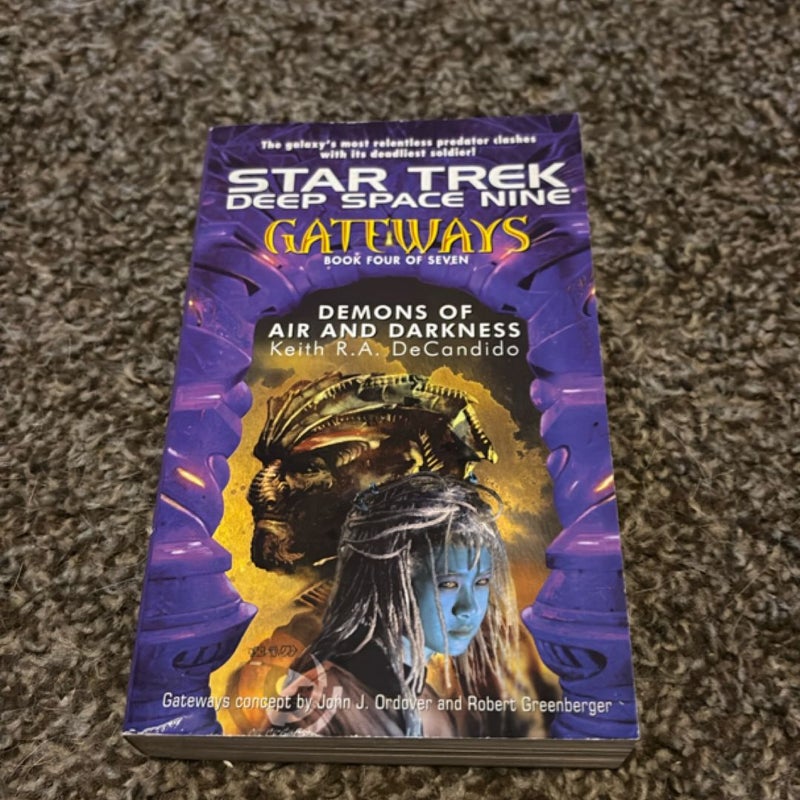 The galaxy's most relentless predator clashes
with its deadliest soldier!
STAR TREK®
DEEP SPACE NINE®
GATEWAYS
BOOK FOUR OF SEVEN
DEMONS OF
AIR AND DARKNESS
Keith R.A. DeCandido
Gateways concept by John J. Ordover and Robert Greenberger